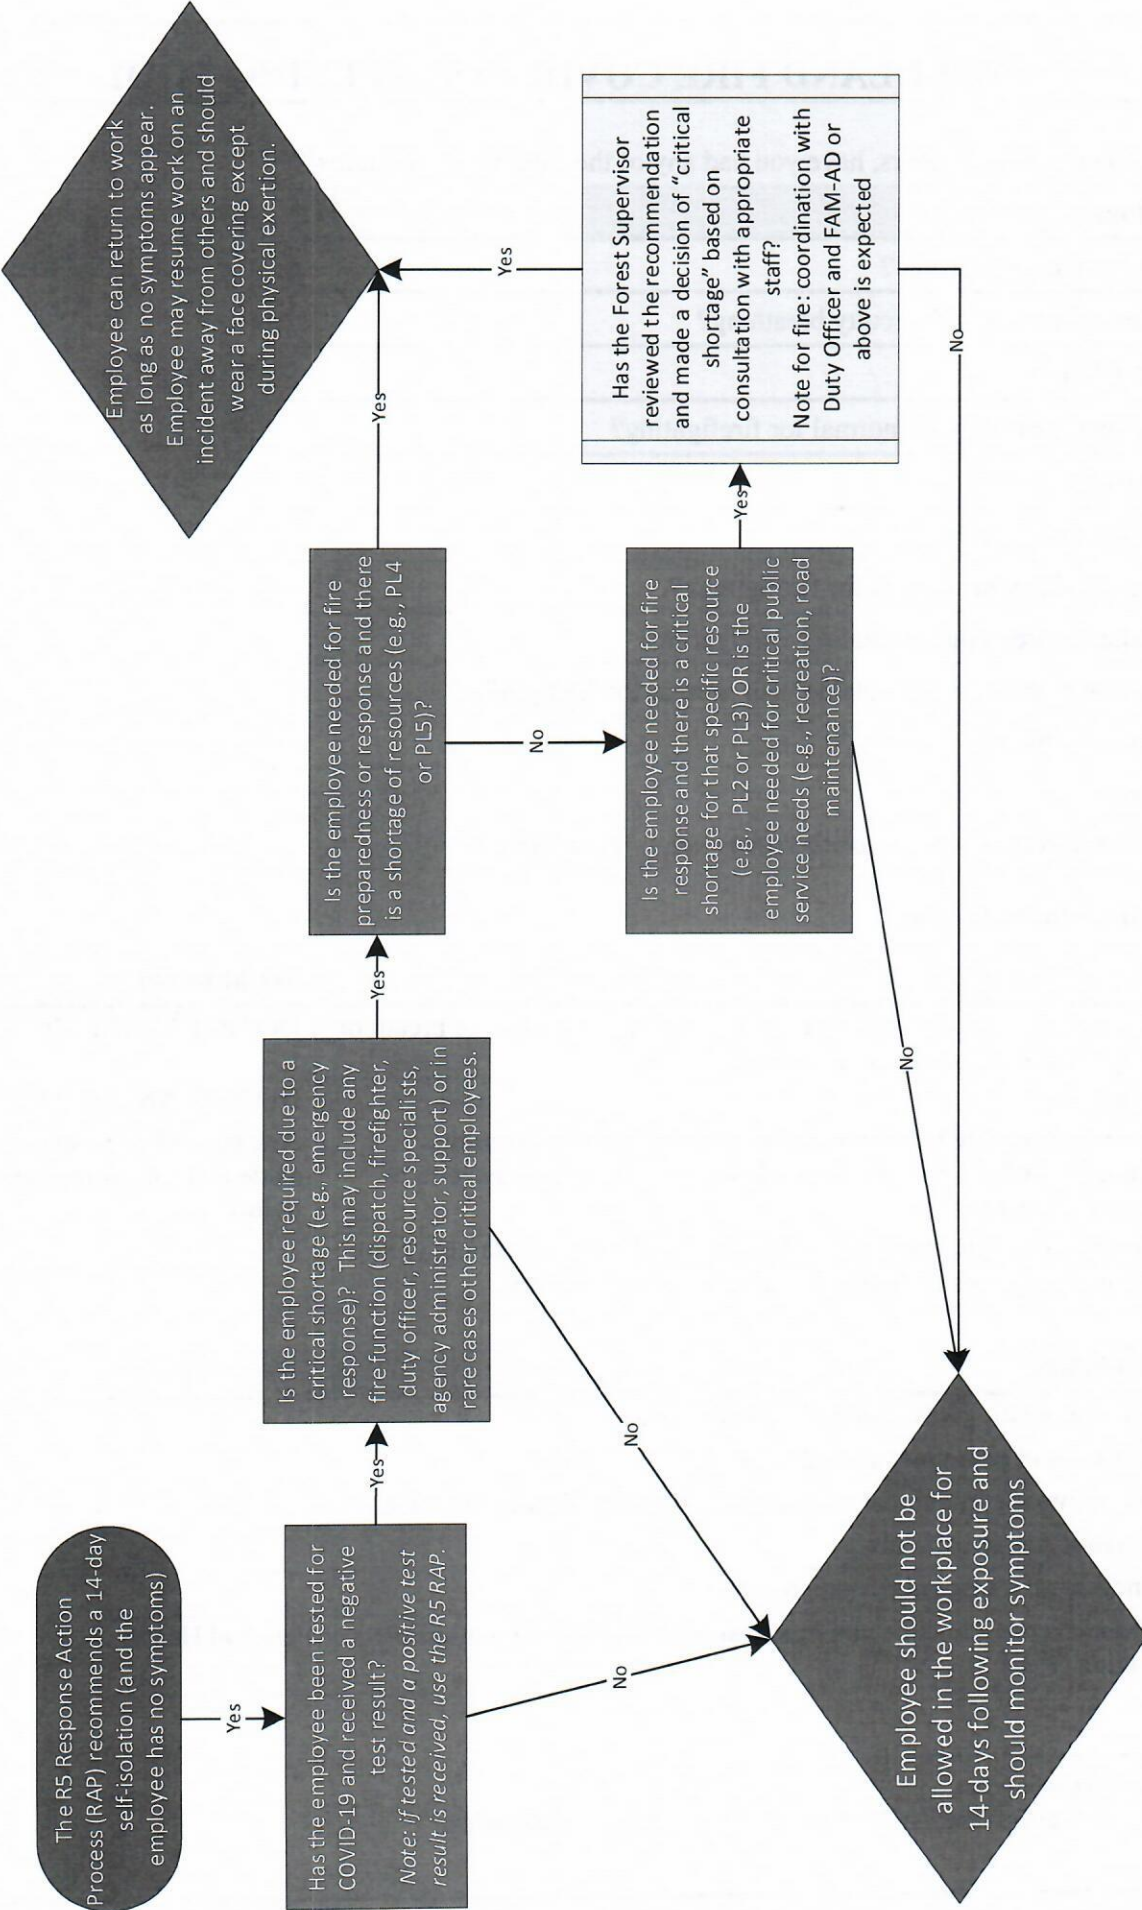 The R5 Response Action
Process (RAP) recommends a 14-day
self-isolation (and the
employee has no symptoms)
Yes
Has the employee been tested for
COVID-19 and received a negative
test result?
Note: if tested and a positive test
result is received, use the R5 RAP.
Yes
No
Is the employee required due to a
critical shortage (e.g., emergency
response)? This may include any
fire function (dispatch, firefighter,
duty officer, resource specialists,
agency administrator, support) or in
rare cases other critical employees.
Yes
No
Is the employee needed for fire
preparedness or response and there
is a shortage of resources (e.g., PL4
or PL5)?
Yes
No
Is the employee needed for fire
response and there is a critical
shortage for that specific resource
(e.g., PL2 or PL3) OR is the
employee needed for critical public
service needs (e.g., recreation, road
maintenance)?
Yes
No
Has the Forest Supervisor
reviewed the recommendation
and made a decision of "critical
shortage" based on
consultation with appropriate
staff?
Note for fire: coordination with
Duty Officer and FAM-AD or
above is expected
Yes
No
Employee can return to work
as long as no symptoms appear.
Employee may resume work on an
incident away from others and should
wear a face covering except
during physical exertion.
Employee should not be
allowed in the workplace for
14-days following exposure and
should monitor symptoms